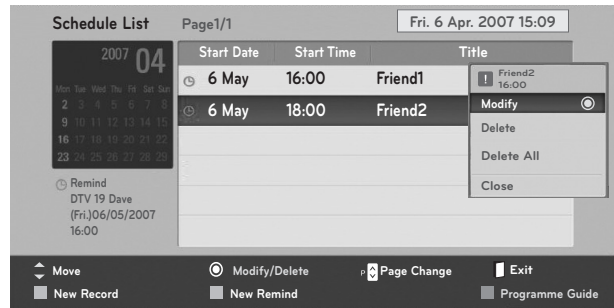 Schedule List
Page1/1
Fri. 6 Apr. 2007 15:09
2007 04
Mon Tue Wed Thu Fri Sat Sun
2 3 4 5 6 7 8
9 10 11 12 13 14 15
16 17 18 19 20 21 22
23 24 25 26 27 28 29
Remind
DTV 19 Dave
(Fri.)06/05/2007
16:00
Start Date Start Time Title
6 May 16:00 Friend1
6 May 18:00 Friend2
! Friend2
16:00
Modify
Delete
Delete All
Close
Move
Modify/Delete
P Page Change
Exit
New Record
New Remind
Programme Guide